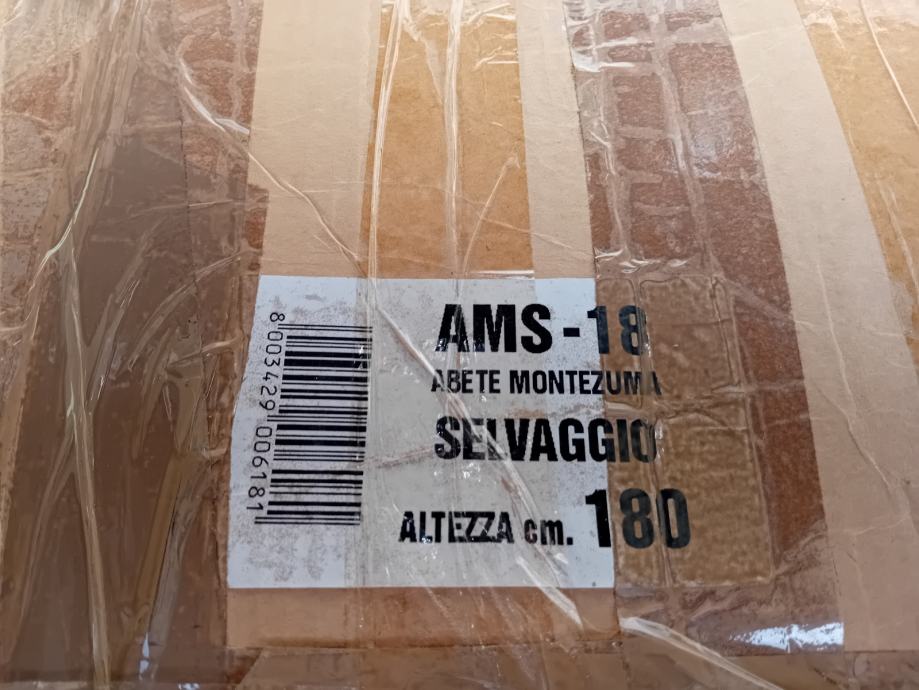 AMS-18
ABETE MONTEZUMA
SELVAGGIO
ALTEZZA cm. 180
8 003429 006181